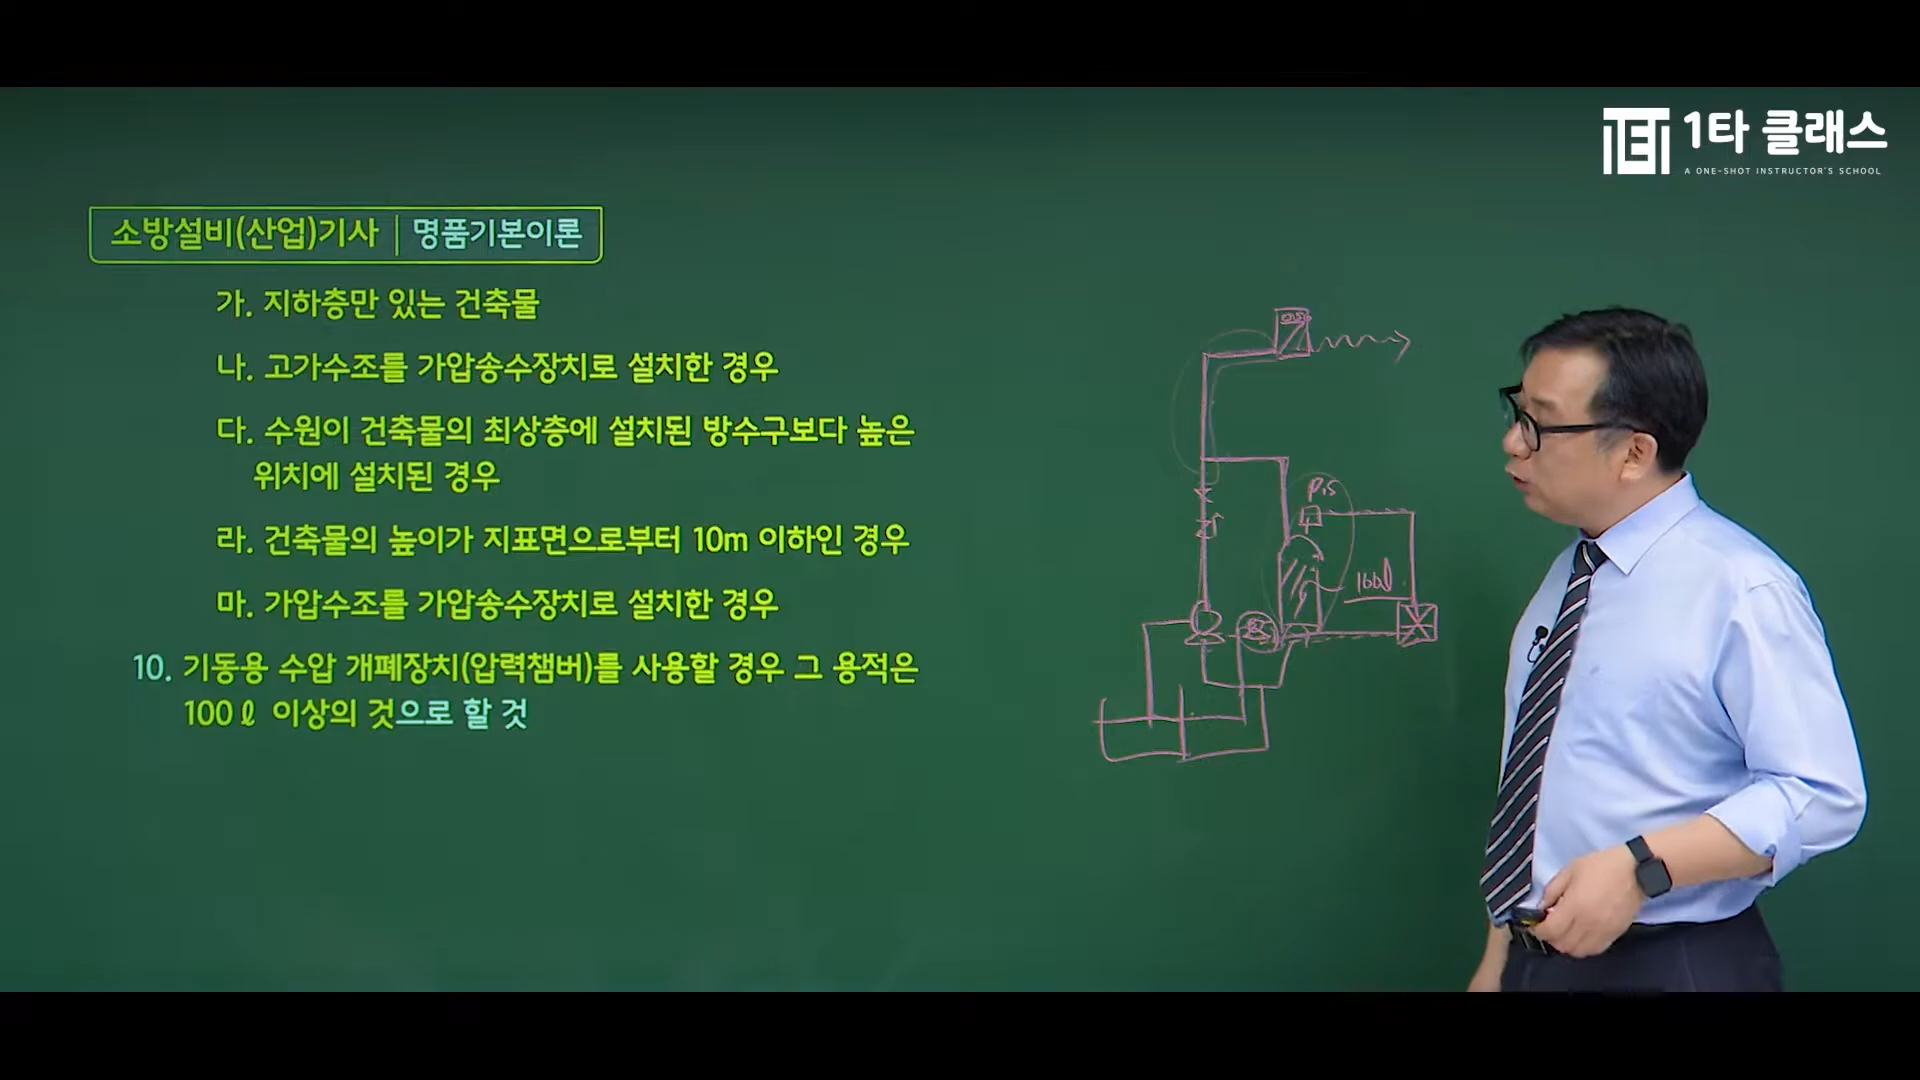 1타 클래스
A ONE-SHOT INSTRUCTOR'S SCHOOL
소방설비(산업)기사 | 명품기본이론
가. 지하층만 있는 건축물
나. 고가수조를 가압송수장치로 설치한 경우
다. 수원이 건축물의 최상층에 설치된 방수구보다 높은
위치에 설치된 경우
라. 건축물의 높이가 지표면으로부터 10m 이하인 경우
마. 가압수조를 가압송수장치로 설치한 경우
10. 기동용 수압 개폐장치(압력챔버)를 사용할 경우 그 용적은
100ℓ 이상의 것으로 할 것
P.S
100l